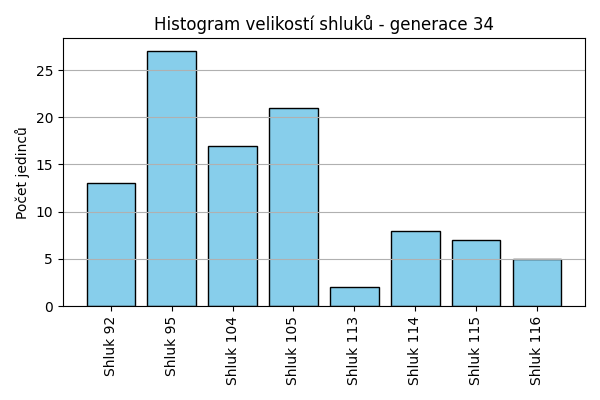 Histogram velikostí shluků - generace 34
Počet jedinců
25
20
15
10
5
0
Shluk 92
Shluk 95
Shluk 104
Shluk 105
Shluk 113
Shluk 114
Shluk 115
Shluk 116